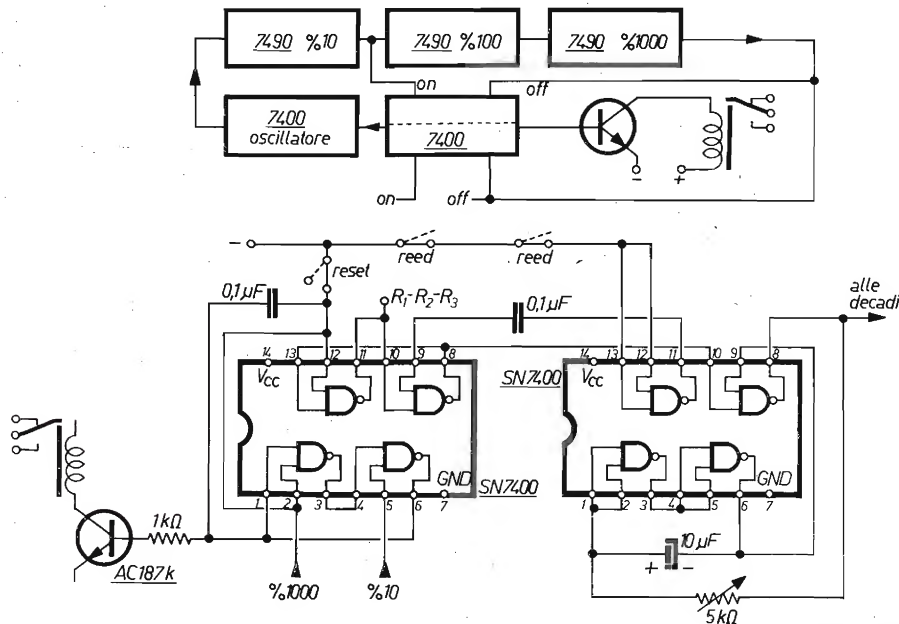 7490 %10
7490 %100
7490 %1000
on
off
7400
oscillatore
7400
on
off
-
+
-
reset
reed
reed
0,1µF
R1-R2-R3
0,1µF
alle
decadi
14
13
12
11
10
9
8
VCC
SN7400
14
13
12
11
10
9
8
VCC
GND
SN7400
1
2
3
4
5
6
7
GND
1
2
3
4
5
6
7
1kΩ
AC187k
%1000
%10
10µF
+
-
5kΩ